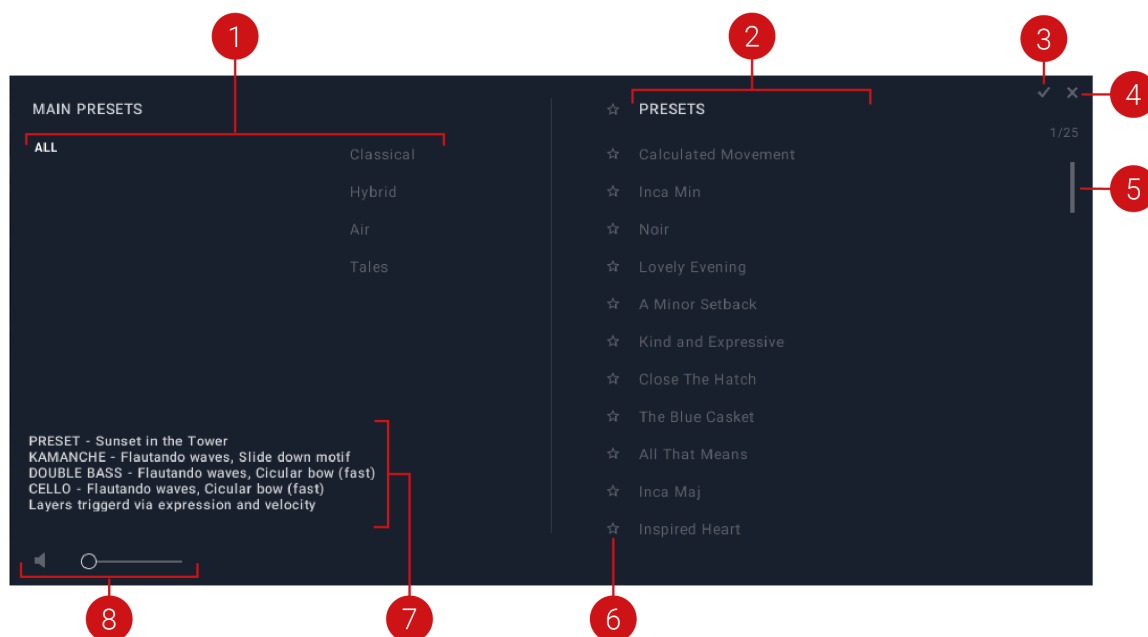 1
2
3
4
MAIN PRESETS
PRESETS
1/25
ALL
Classical
Hybrid
Air
Tales
Calculated Movement
Inca Min
5
Noir
Lovely Evening
A Minor Setback
Kind and Expressive
Close The Hatch
The Blue Casket
All That Means
Inca Maj
Inspired Heart
PRESET - Sunset in the Tower
KAMANCHE - Flautando waves, Slide down motif
DOUBLE BASS - Flautando waves, Cicular bow (fast)
CELLO - Flautando waves, Cicular bow (fast)
Layers triggerd via expression and velocity
8
7
6